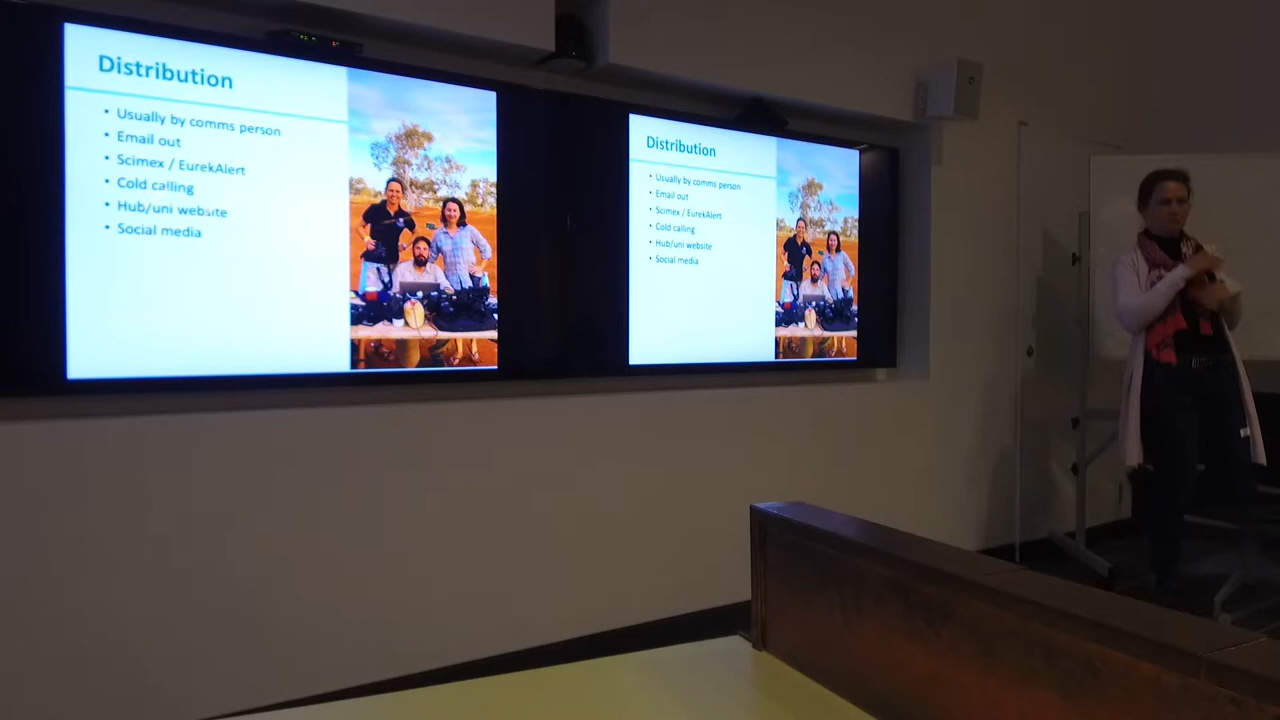 Distribution
• Usually by comms person
• Email out
• Scimex / EurekAlert
• Cold calling
• Hub/uni website
• Social media
Distribution
• Usually by comms person
• Email out
• Scimex / EurekAlert
• Cold calling
• Hub/uni website
• Social media